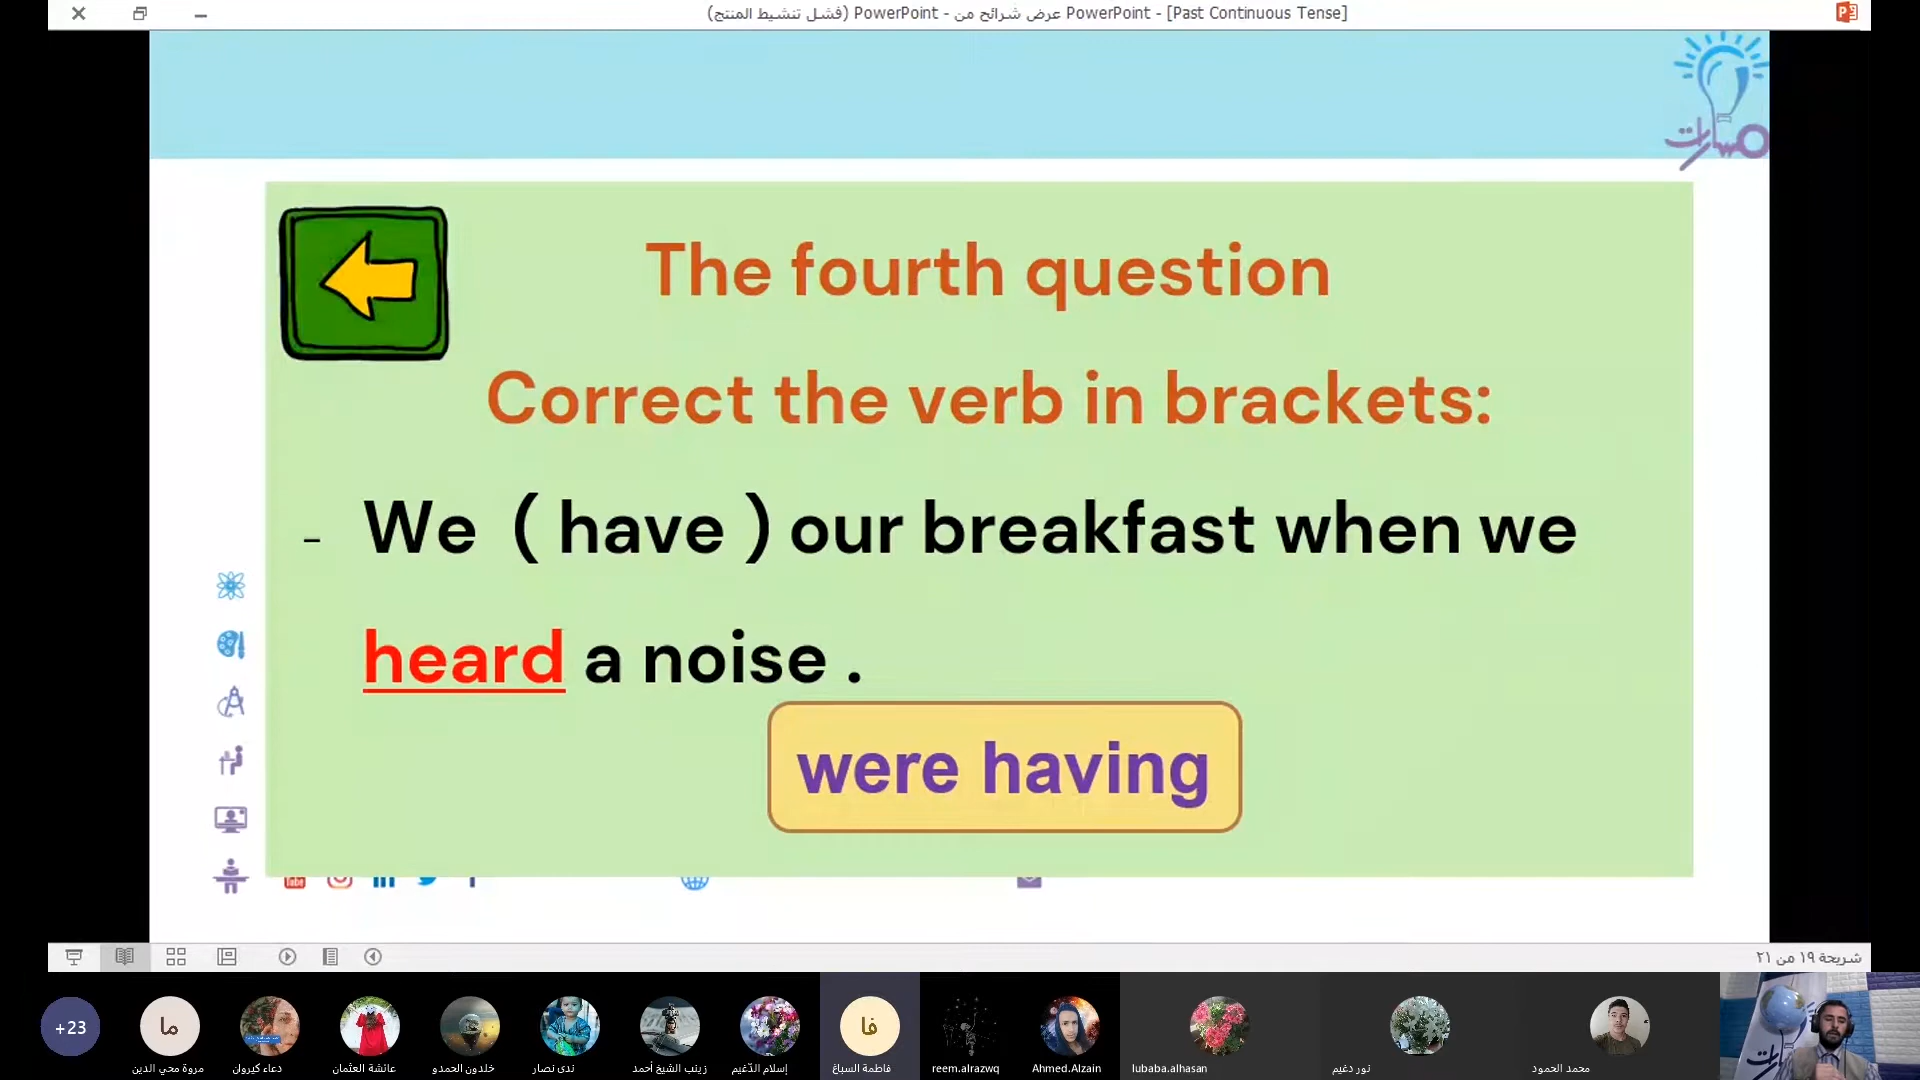 عرض شرائح من PowerPoint - [Past Continuous Tense] - PowerPoint (فشل تنشيط المنتج)
مسارات
The fourth question
Correct the verb in brackets:
- We ( have ) our breakfast when we
heard a noise .
were having
شريحة ١٩ من ٢١
+23
ما
فا
مروة محي الدين
دعاء كيروان
عائشة العثمان
خلدون الحمدو
ندى نصار
زينب الشيخ أحمد
إسلام الدّغيم
فاطمة السباغ
reem.alrazwq
Ahmed.Alzain
lubaba.alhasan
نور دغيم
محمد الحمود